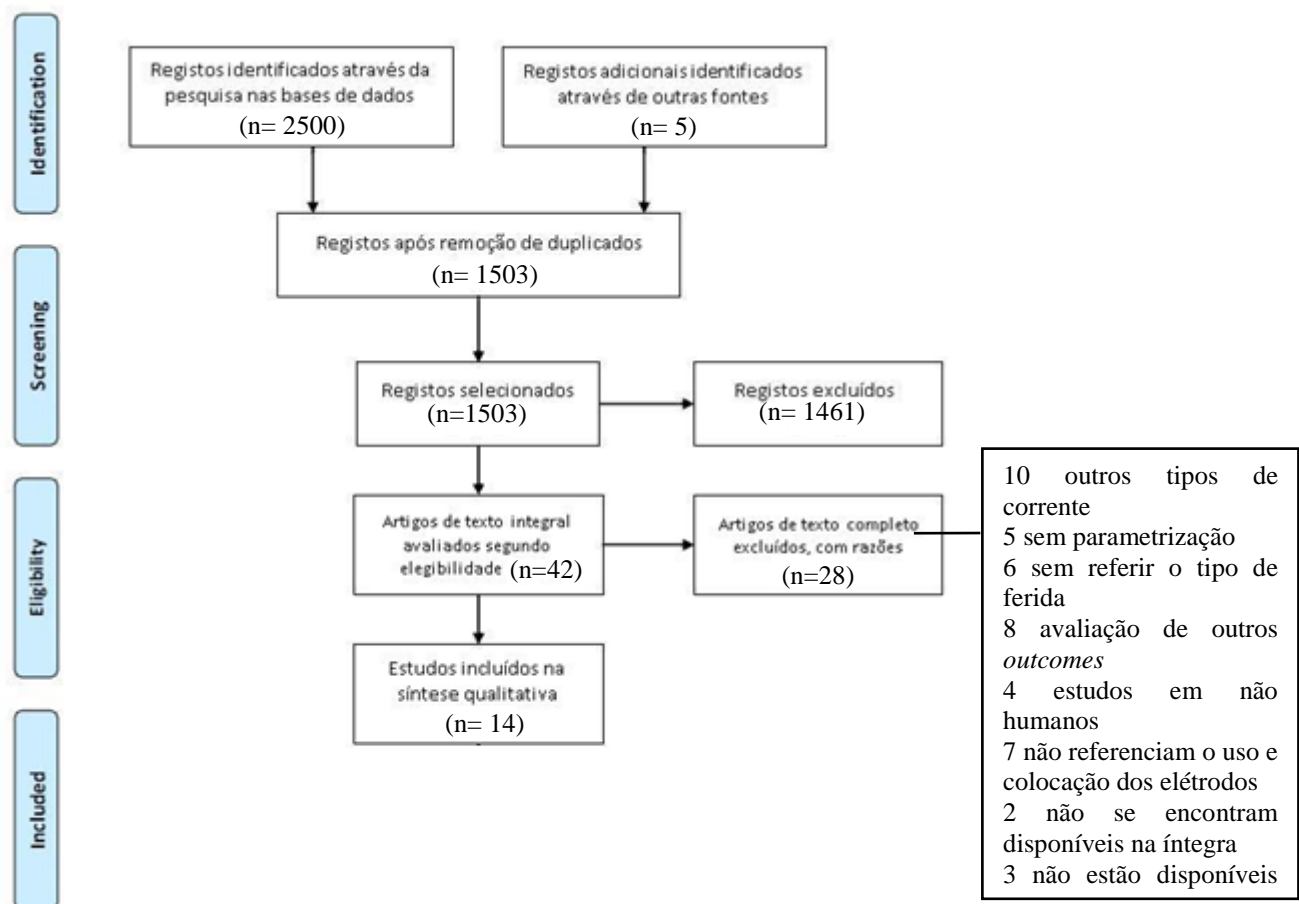 Identification
Registos identificados através da
pesquisa nas bases de dados
(n= 2500)
Registos adicionais identificados
através de outras fontes
(n= 5)
Registos após remoção de duplicados
(n= 1503)
Screening
Registos selecionados
(n=1503)
Registos excluídos
(n= 1461)
Eligibility
Artigos de texto integral
avaliados segundo
elegibilidade (n=42)
Artigos de texto completo
excluídos, com razões
(n=28)
10 outros tipos de
corrente
5 sem parametrização
6 sem referir o tipo de
ferida
8 avaliação de outros
outcomes
4 estudos em não
humanos
7 não referenciam o uso e
colocação dos elétrodos
2 não se encontram
disponíveis na íntegra
3 não estão disponíveis
Included
Estudos incluídos na
síntese qualitativa
(n= 14)